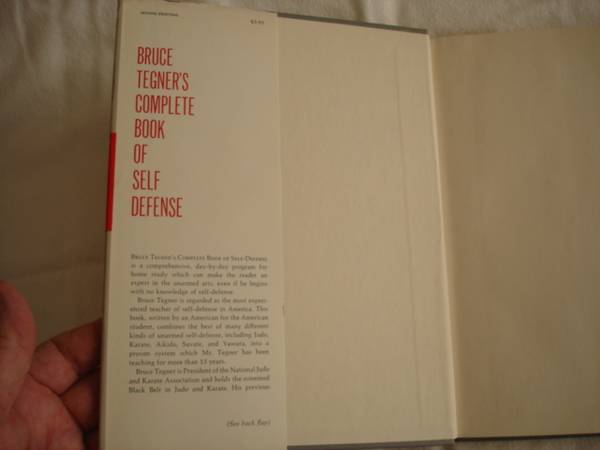 SECOND PRINTING
$5.95
BRUCE
TEGNER'S
COMPLETE
BOOK
OF
SELF
DEFENSE
BRUCE TEGNER'S COMPLETE BOOK OF SELF-DEFENSE
is a comprehensive, day-by-day program for
home study which can make the reader an
expert in the unarmed arts, even if he begins
with no knowledge of self-defense.
Bruce Tegner is regarded as the most experi-
enced teacher of self-defense in America. This
book, written by an American for the American
student, combines the best of many different
kinds of unarmed self-defense, including Judo,
Karate, Aikido, Savate, and Yawara, into a
proven system which Mr. Tegner has been
teaching for more than 15 years.
Bruce Tegner is President of the National Judo
and Karate Association and holds the esteemed
Black Belt in Judo and Karate. His previous
(See back flap)